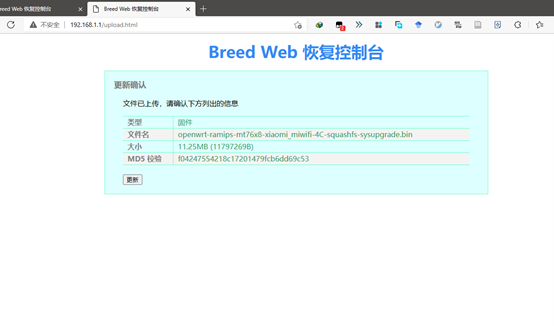 reed Web 恢复控制台
Breed Web 恢复控制台
不安全
192.168.1.1/upload.html
2
Breed Web 恢复控制台
更新确认
文件已上传，请确认下方列出的信息
类型 固件
文件名 openwrt-ramips-mt76x8-xiaomi_miwifi-4C-squashfs-sysupgrade.bin
大小 11.25MB (11797269B)
MD5 校验 f04247554218c17201479fcb6dd69c53
更新